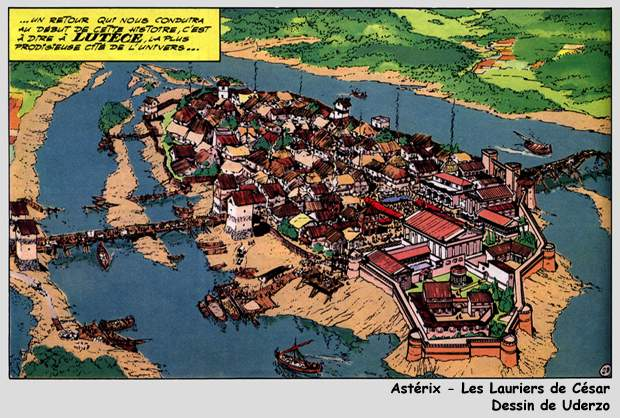 ...UN RETOUR QUI NOUS CONDUIRA
AU DÉBUT DE CETTE HISTOIRE, C'EST
À DIRE À LUTÈCE, LA PLUS
PRODIGIEUSE CITÉ DE L'UNIVERS...
Astérix - Les Lauriers de César
Dessin de Uderzo